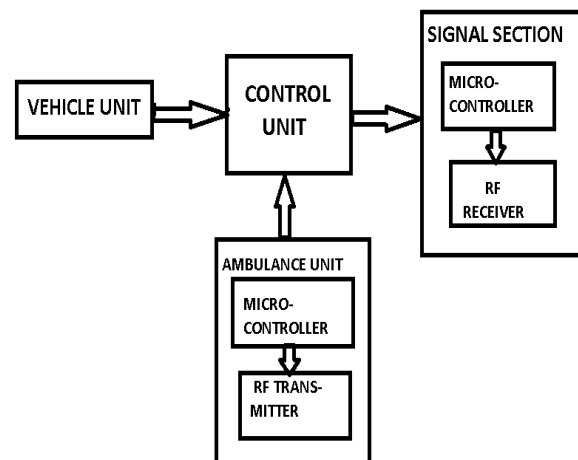 VEHICLE UNIT
CONTROL
UNIT
SIGNAL SECTION
MICRO-
CONTROLLER
RF
RECEIVER
AMBULANCE UNIT
MICRO-
CONTROLLER
RF TRANS-
MITTER